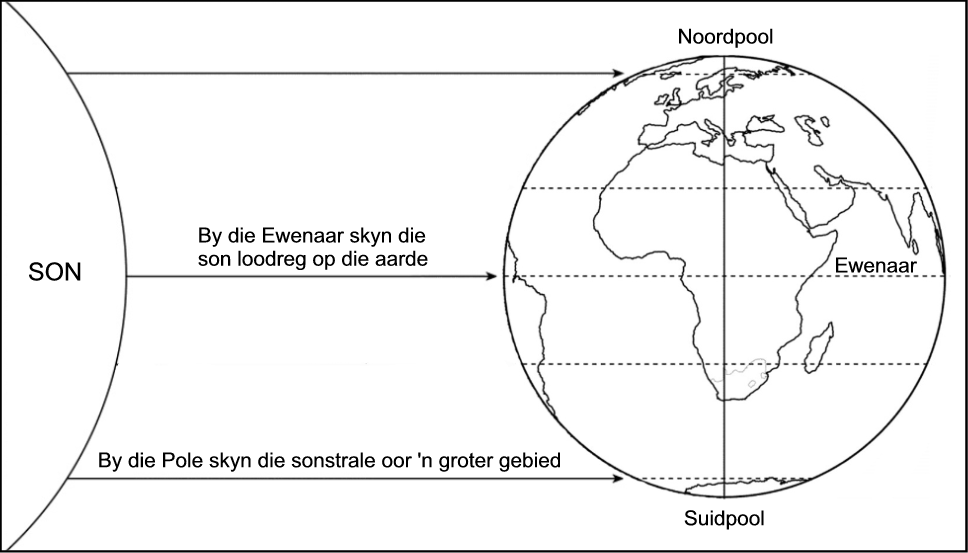 Noordpool
By die Ewenaar skyn die
son loodreg op die aarde
SON
Ewenaar
By die Pole skyn die sonstrale oor 'n groter gebied
Suidpool